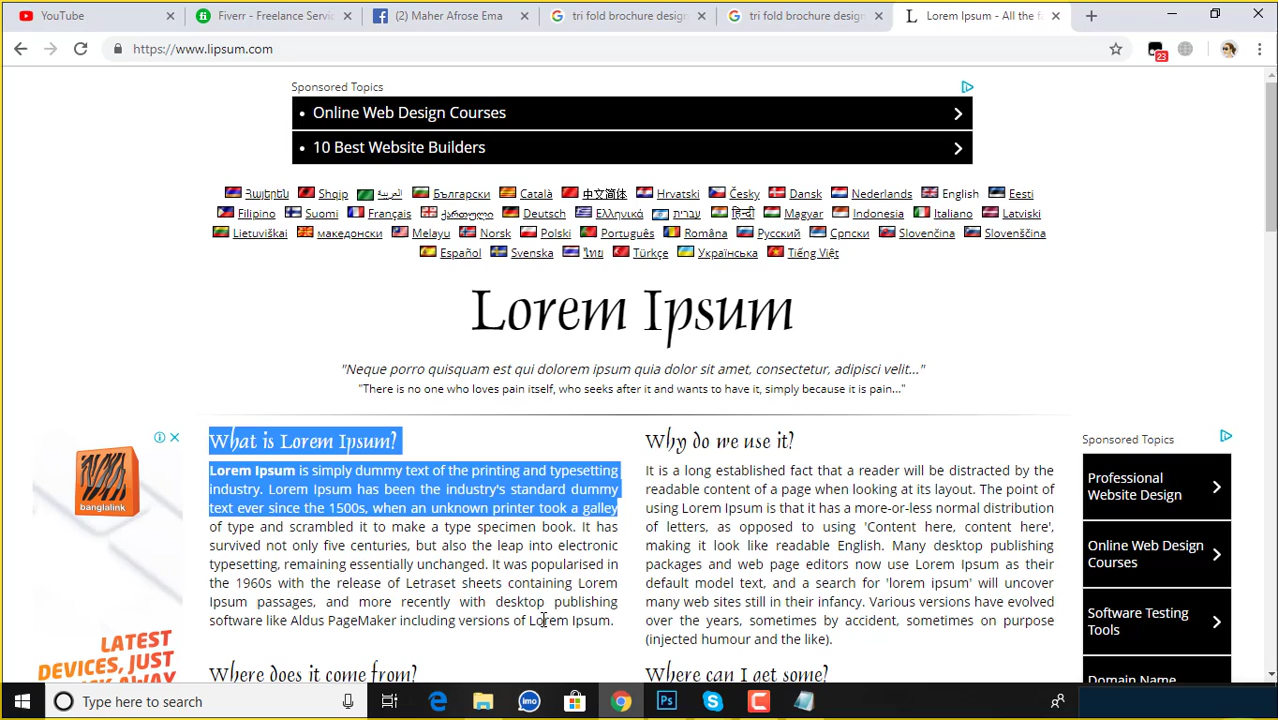 YouTube
Fiverr - Freelance Servic
(2) Maher Afrose Ema
tri fold brochure design
tri fold brochure design
Lorem Ipsum - All the f
https://www.lipsum.com
23
Sponsored Topics
• Online Web Design Courses
• 10 Best Website Builders
Հայերեն Shqip العربية Български Català 中文简体 Hrvatski Česky Dansk Nederlands English Eesti
Filipino Suomi Français ქართული Deutsch Ελληνικά עברית हिन्दी Magyar Indonesia Italiano Latviski
Lietuviškai македонски Melayu Norsk Polski Português Româna Русский Српски Slovenčina Slovenščina
Español Svenska ไทย Türkçe Українська Tiếng Việt
Lorem Ipsum
"Neque porro quisquam est qui dolorem ipsum quia dolor sit amet, consectetur, adipisci velit..."
"There is no one who loves pain itself, who seeks after it and wants to have it, simply because it is pain..."
What is Lorem Ipsum?
Lorem Ipsum is simply dummy text of the printing and typesetting
industry. Lorem Ipsum has been the industry's standard dummy
text ever since the 1500s, when an unknown printer took a galley
of type and scrambled it to make a type specimen book. It has
survived not only five centuries, but also the leap into electronic
typesetting, remaining essentially unchanged. It was popularised in
the 1960s with the release of Letraset sheets containing Lorem
Ipsum passages, and more recently with desktop publishing
software like Aldus PageMaker including versions of Lorem Ipsum.
Where does it come from?
Why do we use it?
It is a long established fact that a reader will be distracted by the
readable content of a page when looking at its layout. The point of
using Lorem Ipsum is that it has a more-or-less normal distribution
of letters, as opposed to using 'Content here, content here',
making it look like readable English. Many desktop publishing
packages and web page editors now use Lorem Ipsum as their
default model text, and a search for 'lorem ipsum' will uncover
many web sites still in their infancy. Various versions have evolved
over the years, sometimes by accident, sometimes on purpose
(injected humour and the like).
Where can I get some?
banglalink
LATEST
DEVICES, JUST
Sponsored Topics
Professional
Website Design
Online Web Design
Courses
Software Testing
Tools
Domain Name
Type here to search
imo
Ps